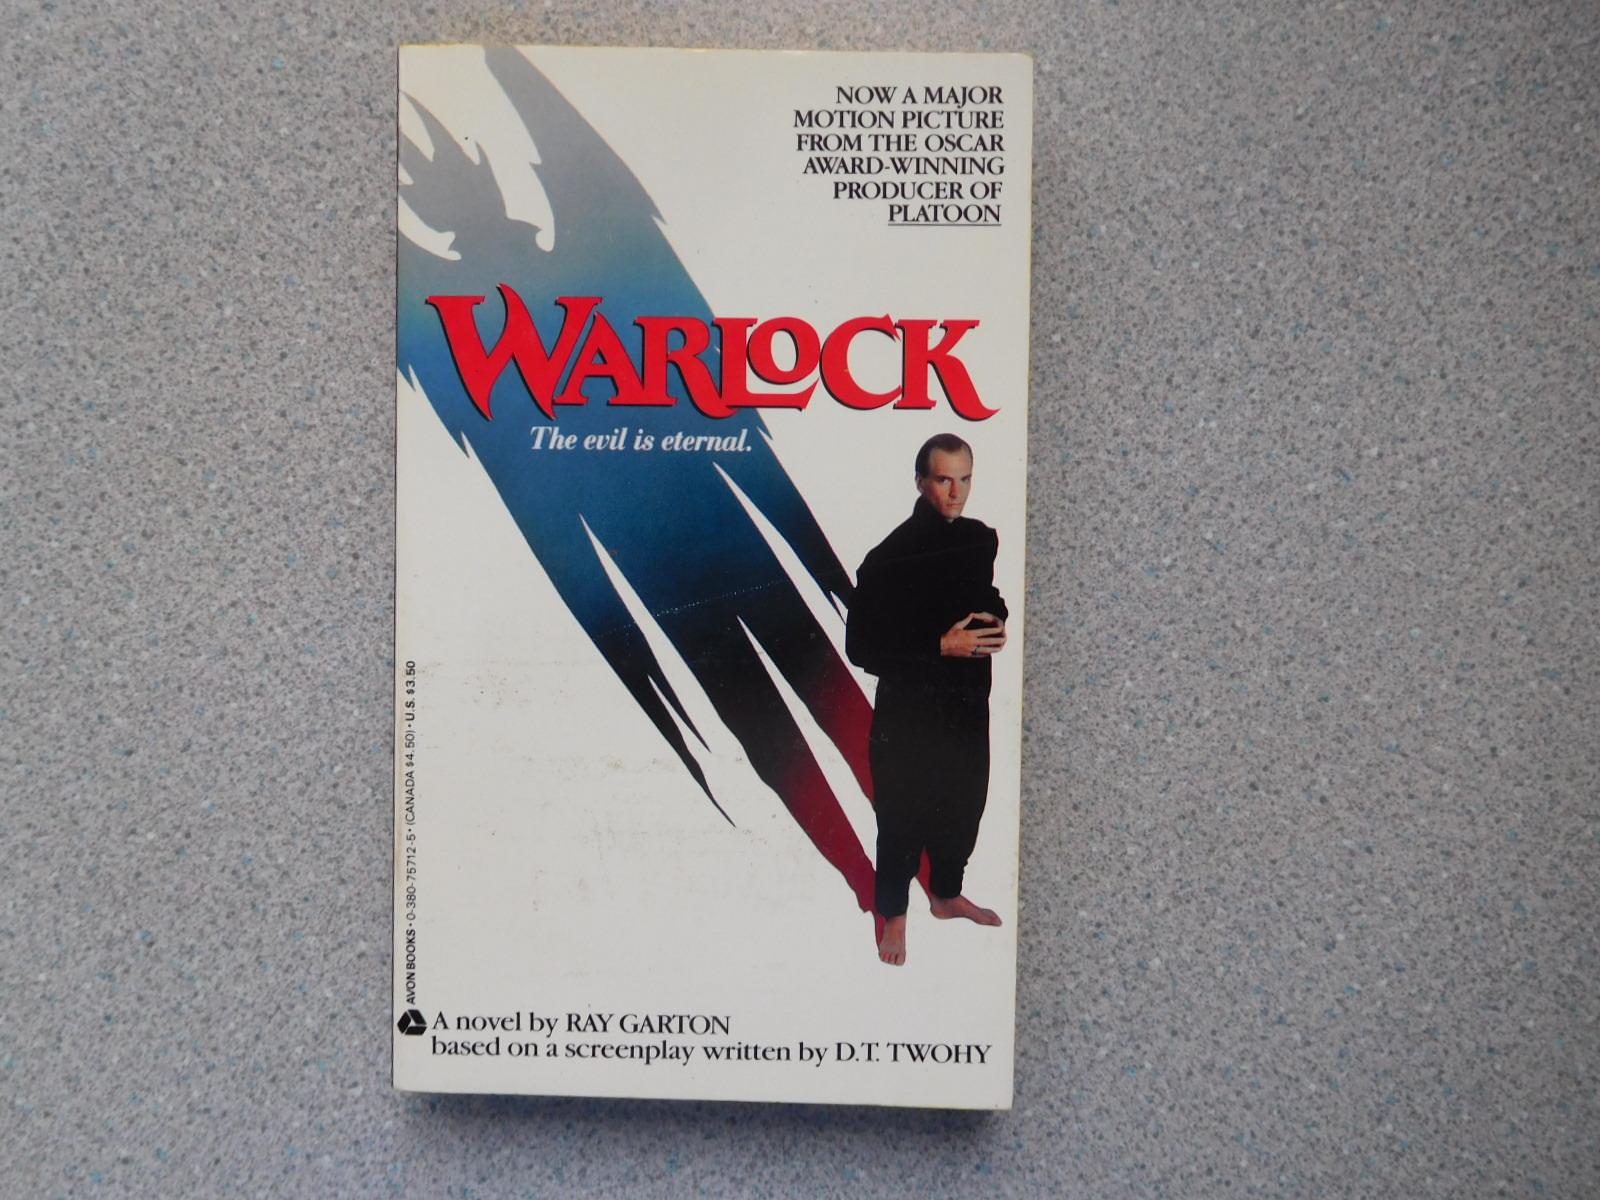 NOW A MAJOR
MOTION PICTURE
FROM THE OSCAR
AWARD-WINNING
PRODUCER OF
PLATOON
WARLOCK
The evil is eternal.
AVON BOOKS • 0-380-75712-5 • (CANADA $4.50) • U.S. $3.50
A novel by RAY GARTON
based on a screenplay written by D.T. TWOHY